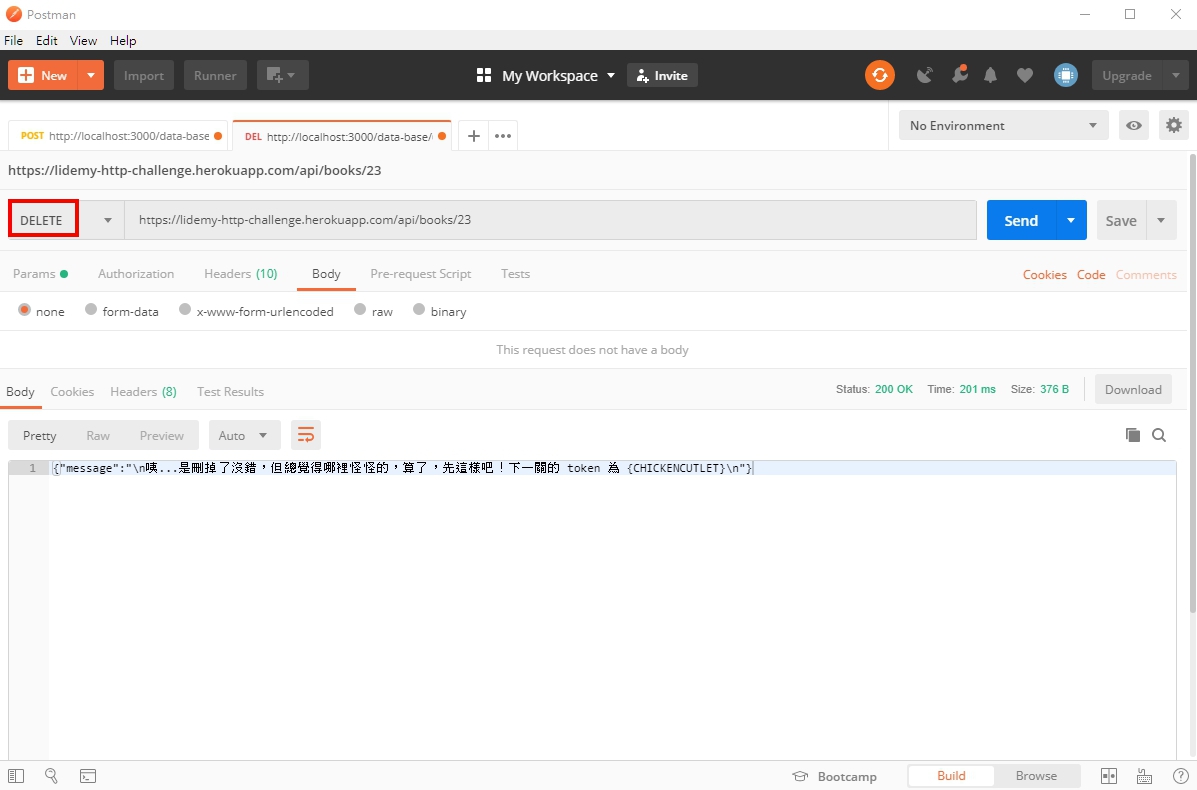 Postman
File Edit View Help
New Import Runner My Workspace Invite Upgrade
POST http://localhost:3000/data-base DEL http://localhost:3000/data-base/ No Environment
https://lidemy-http-challenge.herokuapp.com/api/books/23
DELETE https://lidemy-http-challenge.herokuapp.com/api/books/23 Send Save
Params Authorization Headers (10) Body Pre-request Script Tests Cookies Code Comments
none form-data x-www-form-urlencoded raw binary
This request does not have a body
Body Cookies Headers (8) Test Results Status: 200 OK Time: 201 ms Size: 376 B Download
Pretty Raw Preview Auto
1 {"message":"\n咦...是刪掉了沒錯，但總覺得哪裡怪怪的，算了，先這樣吧！下一關的 token 為 {CHICKENCUTLET}\n"}
Bootcamp Build Browse